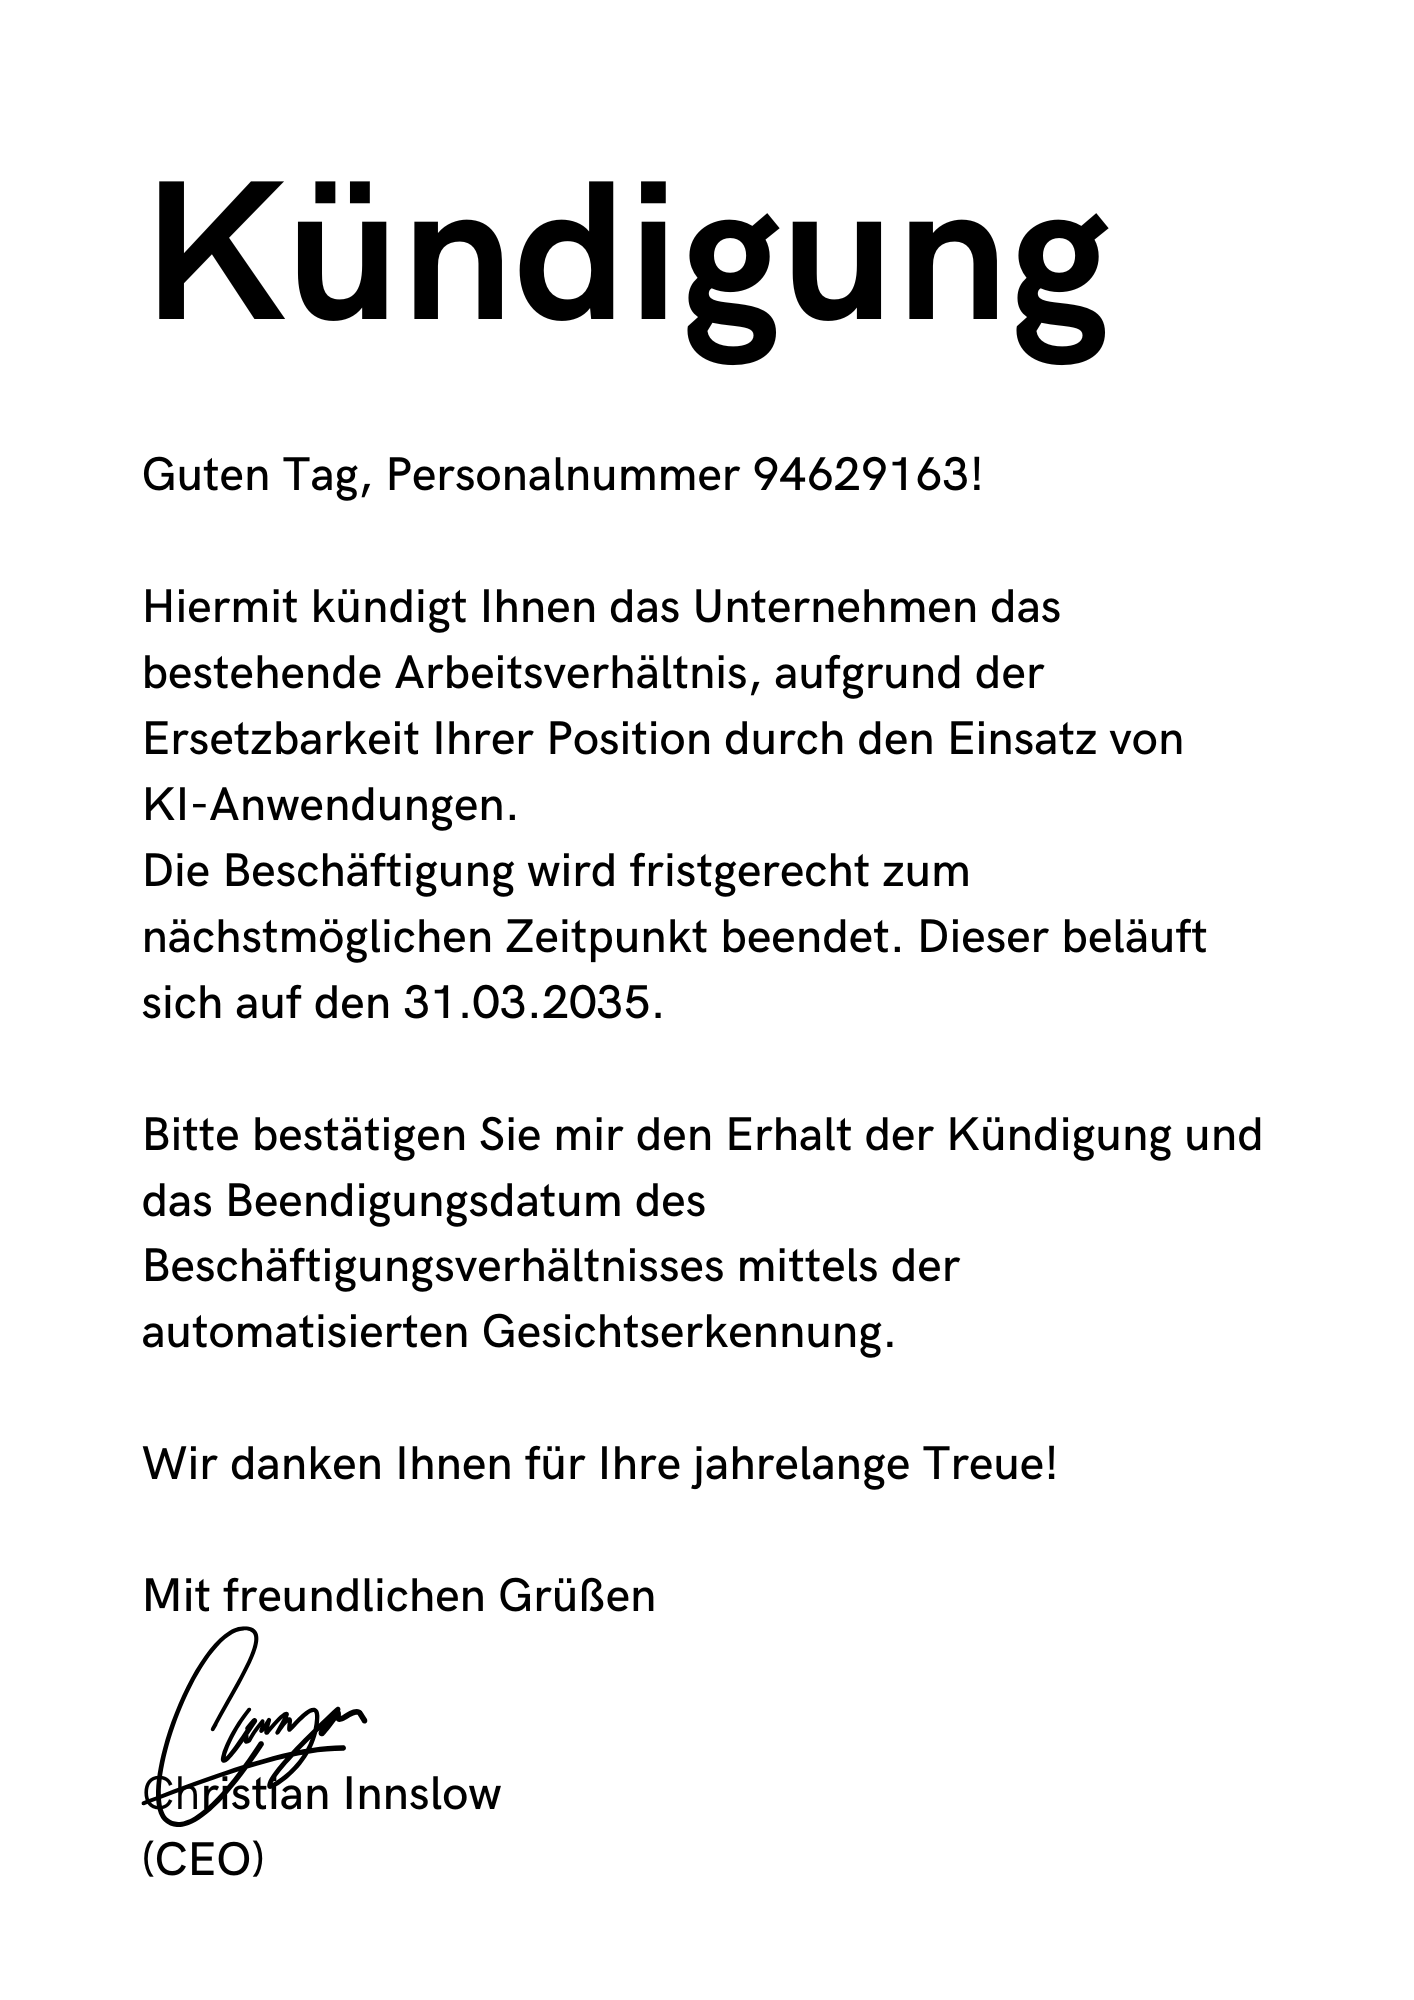 Kündigung
Guten Tag, Personalnummer 94629163!
Hiermit kündigt Ihnen das Unternehmen das
bestehende Arbeitsverhältnis, aufgrund der
Ersetzbarkeit Ihrer Position durch den Einsatz von
KI-Anwendungen.
Die Beschäftigung wird fristgerecht zum
nächstmöglichen Zeitpunkt beendet. Dieser beläuft
sich auf den 31.03.2035.
Bitte bestätigen Sie mir den Erhalt der Kündigung und
das Beendigungsdatum des
Beschäftigungsverhältnisses mittels der
automatisierten Gesichtserkennung.
Wir danken Ihnen für Ihre jahrelange Treue!
Mit freundlichen Grüßen
Christian Innslow
(CEO)